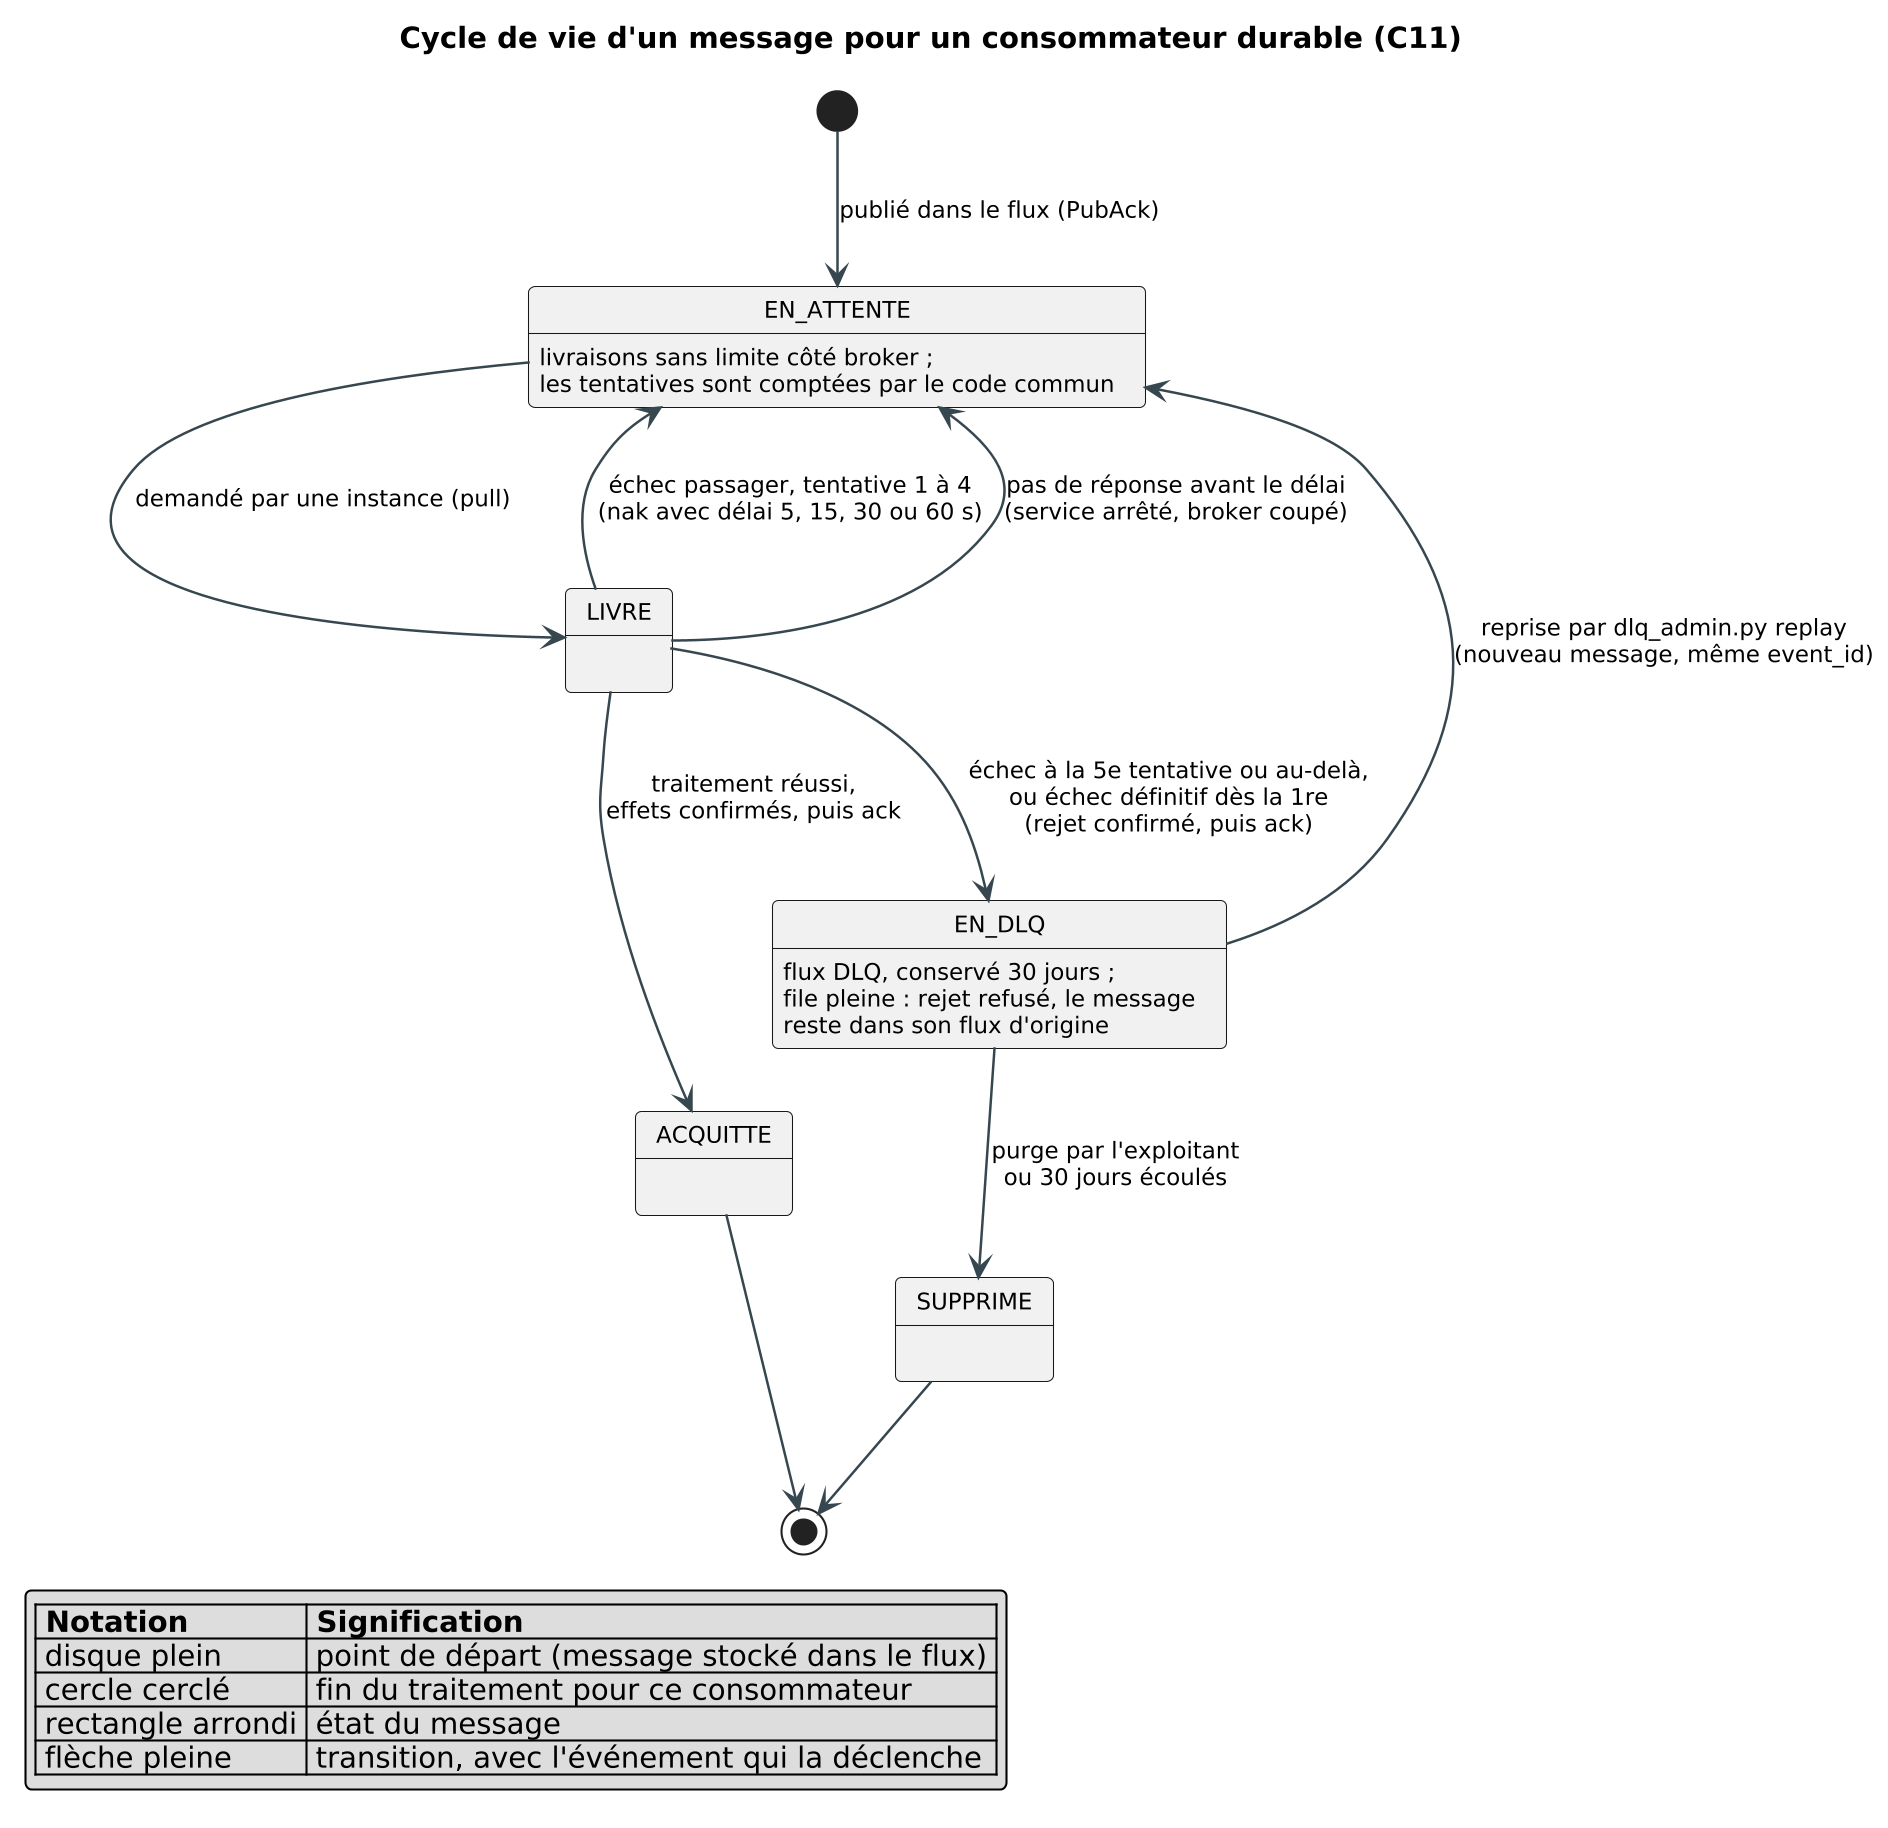 Cycle de vie d'un message pour un consommateur durable (C11)
publié dans le flux (PubAck)
EN_ATTENTE
livraisons sans limite côté broker ;
les tentatives sont comptées par le code commun
demandé par une instance (pull)
échec passager, tentative 1 à 4
(nak avec délai 5, 15, 30 ou 60 s)
pas de réponse avant le délai
(service arrêté, broker coupé)
LIVRE
reprise par dlq_admin.py replay
(nouveau message, même event_id)
traitement réussi,
effets confirmés, puis ack
échec à la 5e tentative ou au-delà,
ou échec définitif dès la 1re
(rejet confirmé, puis ack)
EN_DLQ
flux DLQ, conservé 30 jours ;
file pleine : rejet refusé, le message
reste dans son flux d'origine
ACQUITTE
purge par l'exploitant
ou 30 jours écoulés
SUPPRIME
Notation Signification
disque plein point de départ (message stocké dans le flux)
cercle cerclé fin du traitement pour ce consommateur
rectangle arrondi état du message
flèche pleine transition, avec l'événement qui la déclenche